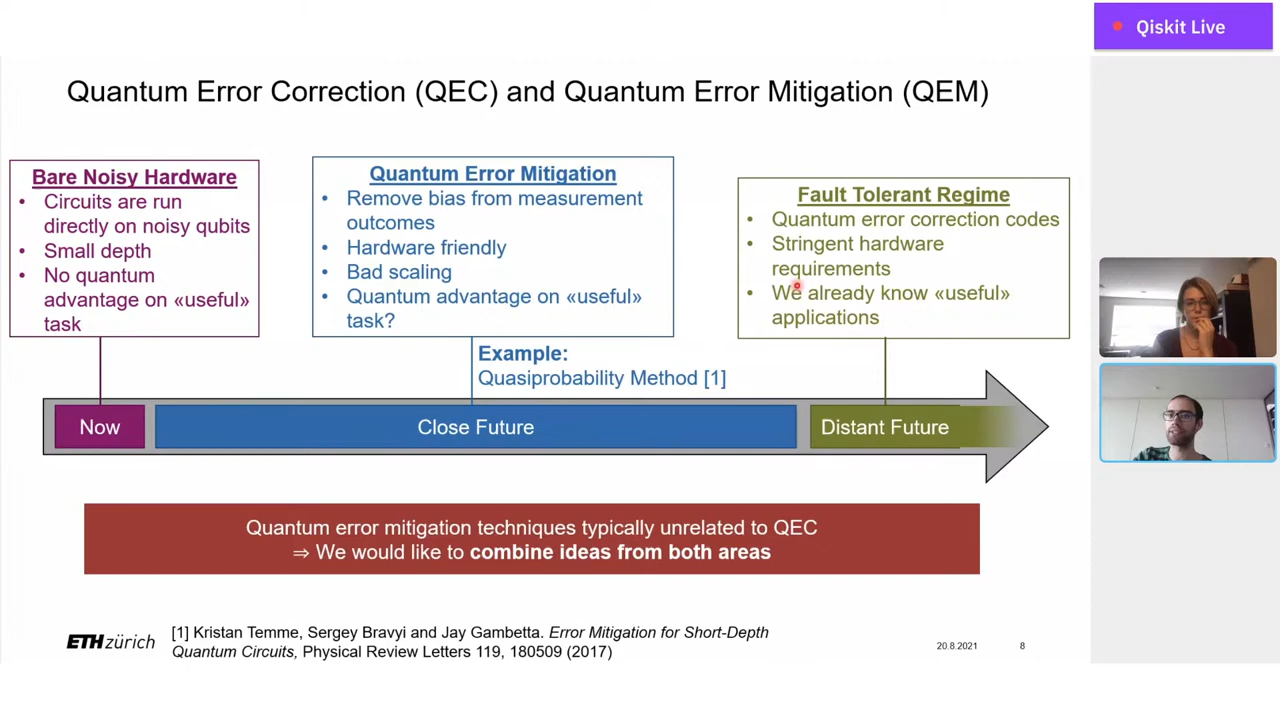 Qiskit Live
Quantum Error Correction (QEC) and Quantum Error Mitigation (QEM)
Bare Noisy Hardware
• Circuits are run
directly on noisy qubits
• Small depth
• No quantum
advantage on «useful»
task
Quantum Error Mitigation
• Remove bias from measurement
outcomes
• Hardware friendly
• Bad scaling
• Quantum advantage on «useful»
task?
Fault Tolerant Regime
• Quantum error correction codes
• Stringent hardware
requirements
• We already know «useful»
applications
Example:
Quasiprobability Method [1]
Now
Close Future
Distant Future
Quantum error mitigation techniques typically unrelated to QEC
⇒ We would like to combine ideas from both areas
ETH zürich
[1] Kristan Temme, Sergey Bravyi and Jay Gambetta. Error Mitigation for Short-Depth
Quantum Circuits, Physical Review Letters 119, 180509 (2017)
20.8.2021
8